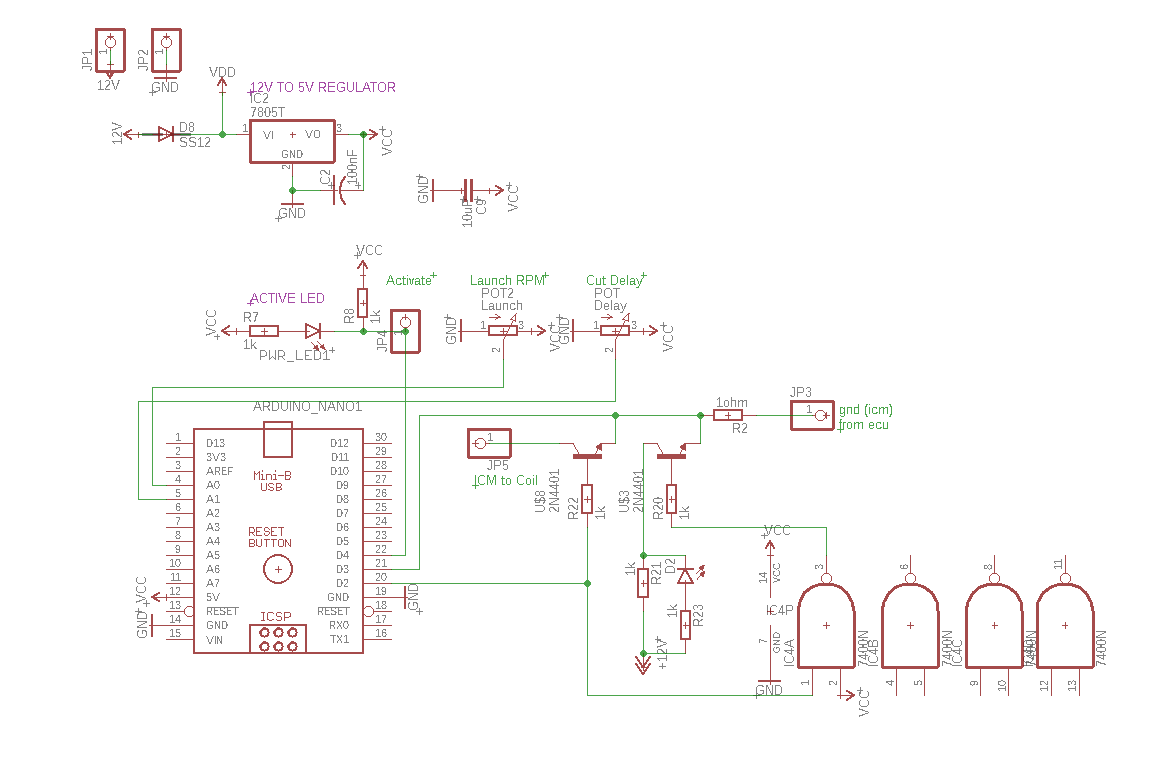 JP1
1
12V
JP2
1
GND
VDD
12V TO 5V REGULATOR
IC2
7805T
12V
D8
SS12
1
VI
VO
3
GND
2
VCC
C2
100nF
GND
GND
10uF
C9
VCC
VCC
Activate
Launch RPM
POT2
Launch
Cut Delay
POT
Delay
ACTIVE LED
VCC
R7
1k
PWR_LED1
R8
1k
JP4
1
GND
1
3
2
VCC
GND
1
3
2
VCC
ARDUINO_NANO1
1
D13
D12
30
2
3V3
D11
29
3
AREF
D10
28
4
A0
D9
27
5
A1
D8
26
6
A2
D7
25
7
A3
D6
24
8
A4
D5
23
9
A5
D4
22
10
A6
D3
21
11
A7
D2
20
12
5V
GND
19
13
RESET
RESET
18
14
GND
RX0
17
15
VIN
TX1
16
Mini-B
USB
RESET
BUTTON
ICSP
VCC
GND
GND
1ohm
R2
JP3
1
gnd (icm)
from ecu
1
JP5
ICM to Coil
U$8
2N4401
R22
1k
U$3
2N4401
R20
1k
1k
R21
D2
1k
R23
+12V
VCC
14
VCC
IC4P
7
GND
GND
3
IC4A
7400N
1
2
VCC
6
IC4B
7400N
4
5
8
IC4C
7400N
9
10
11
7400N
12
13